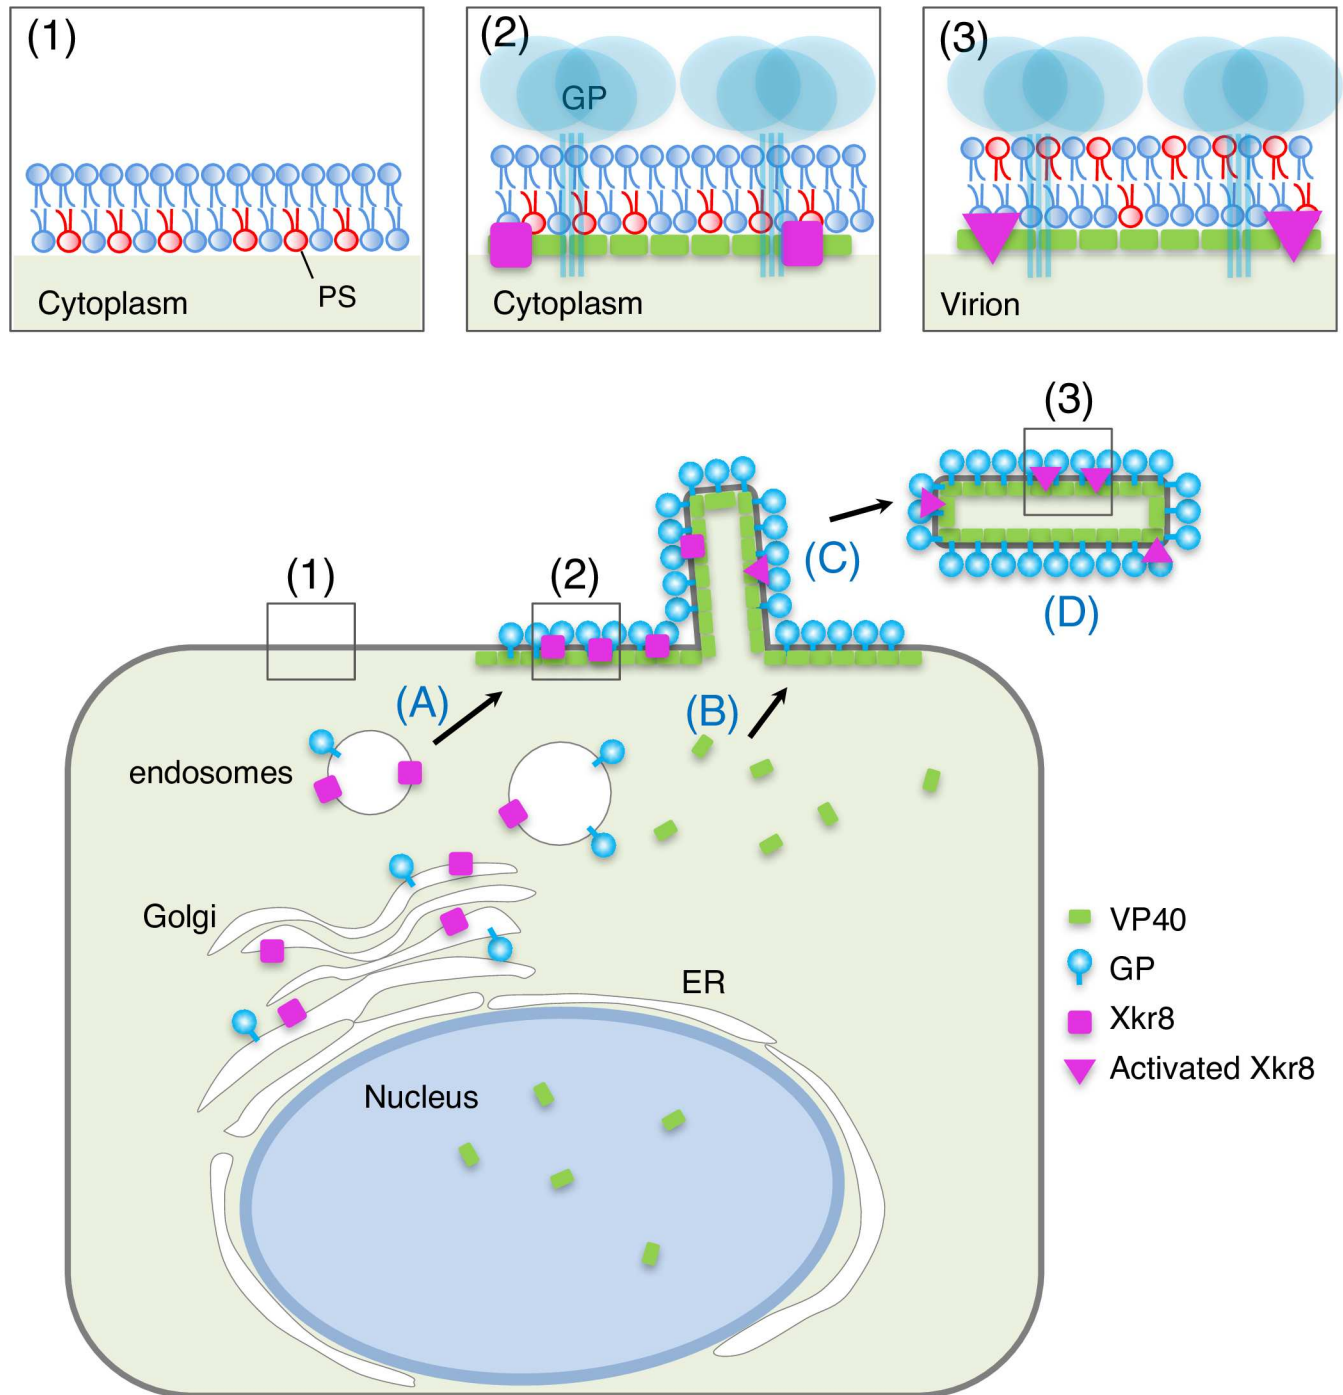 (1)
(2)
(3)
GP
PS
Cytoplasm
Cytoplasm
Virion
(3)
(1)
(2)
(C)
(D)
(A)
(B)
endosomes
Golgi
ER
Nucleus
VP40
GP
Xkr8
Activated Xkr8